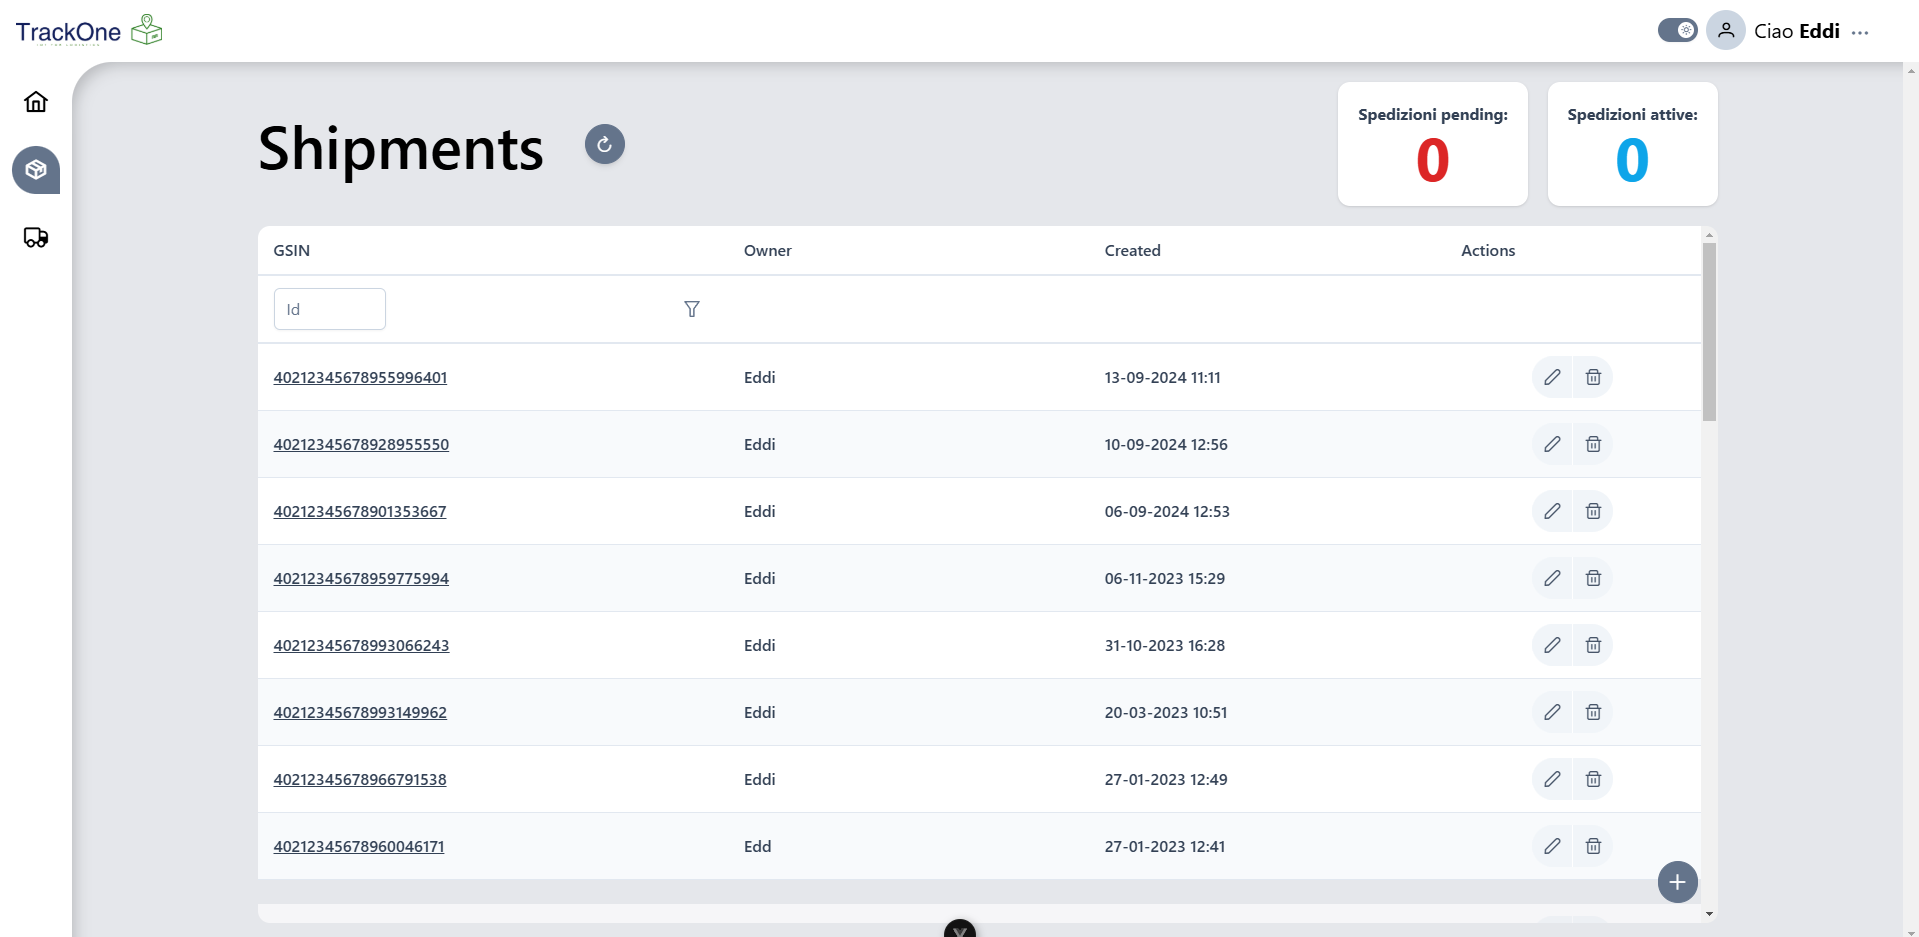 TrackOne
Ciao Eddi
Shipments
Spedizioni pending:
0
Spedizioni attive:
0
GSIN Owner Created Actions
Id
40212345678955996401 Eddi 13-09-2024 11:11
40212345678928955550 Eddi 10-09-2024 12:56
40212345678901353667 Eddi 06-09-2024 12:53
40212345678959775994 Eddi 06-11-2023 15:29
40212345678993066243 Eddi 31-10-2023 16:28
40212345678993149962 Eddi 20-03-2023 10:51
40212345678966791538 Eddi 27-01-2023 12:49
40212345678960046171 Edd 27-01-2023 12:41